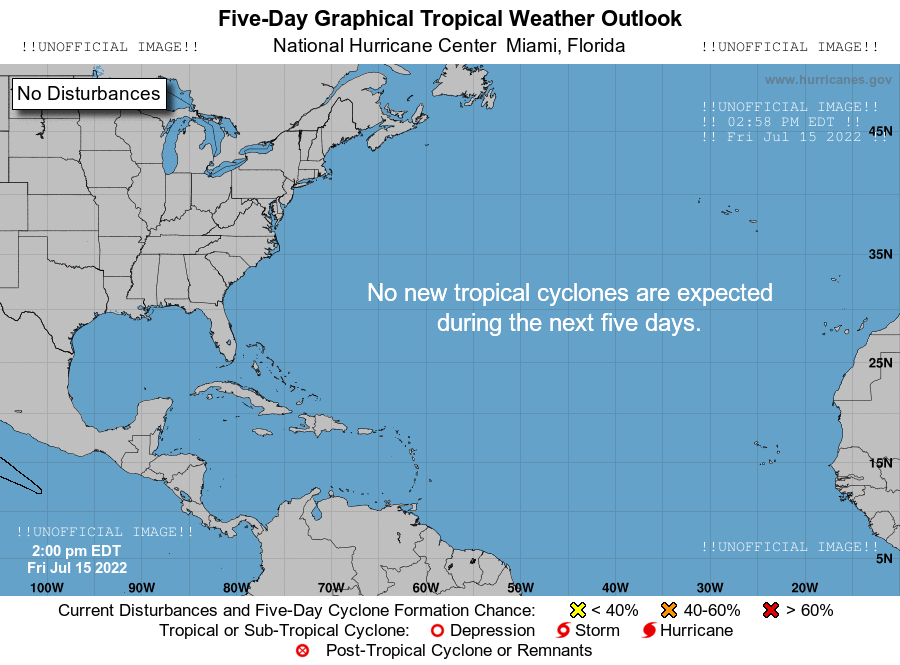 Five-Day Graphical Tropical Weather Outlook
!!UNOFFICIAL IMAGE!! National Hurricane Center Miami, Florida !!UNOFFICIAL IMAGE!!
www.hurricanes.gov
No Disturbances
!!UNOFFICIAL IMAGE!!
!! 02:58 PM EDT !!
!! Fri Jul 15 2022 !!
45N
35N
No new tropical cyclones are expected
during the next five days.
25N
15N
!!UNOFFICIAL IMAGE!!
!!UNOFFICIAL IMAGE!!
2:00 pm EDT
Fri Jul 15 2022
5N
100W 90W 80W 70W 60W 50W 40W 30W 20W
Current Disturbances and Five-Day Cyclone Formation Chance: < 40% 40-60% > 60%
Tropical or Sub-Tropical Cyclone: Depression Storm Hurricane
Post-Tropical Cyclone or Remnants